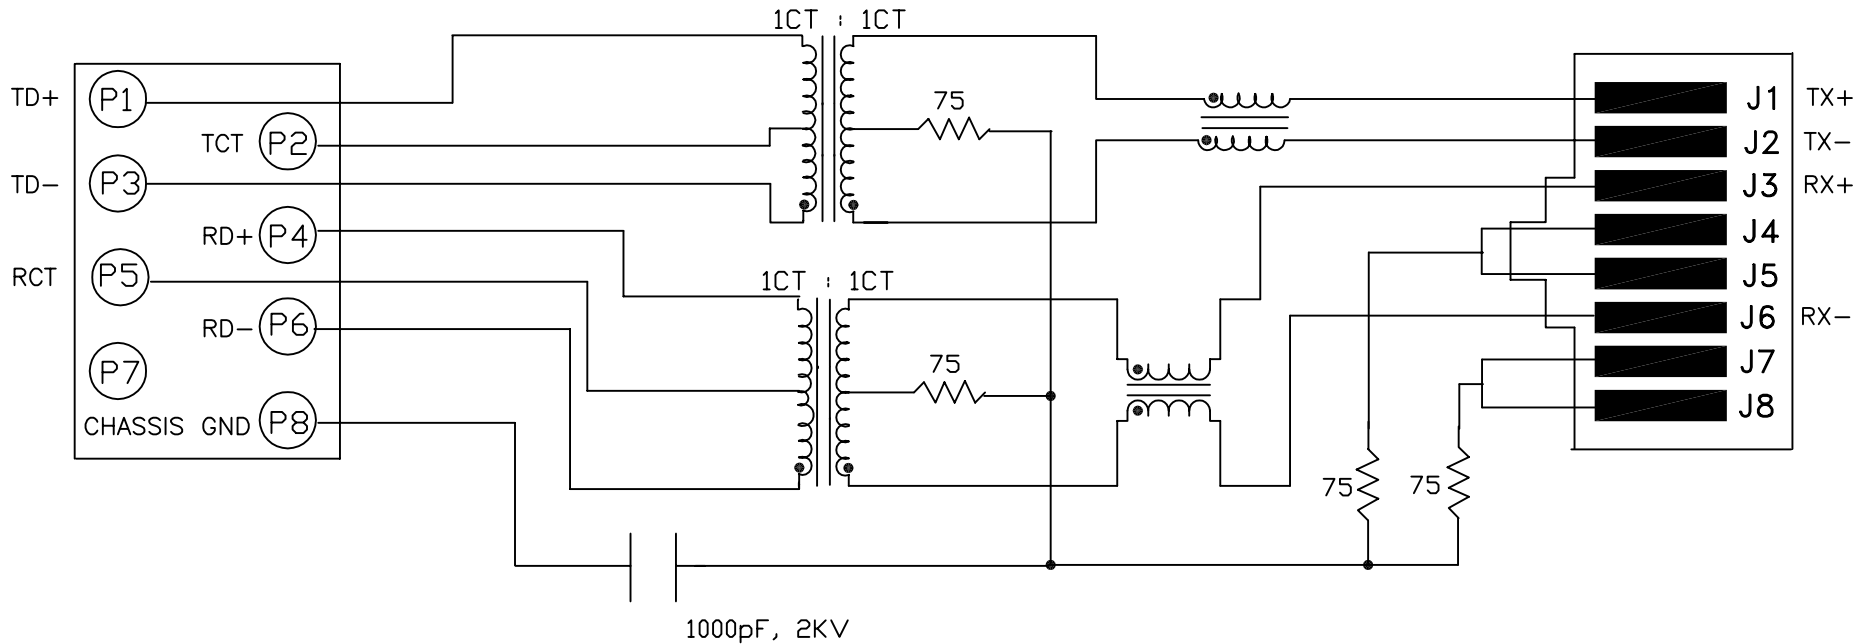 1CT : 1CT
TD+ P1
TCT P2
TD- P3
RD+ P4
RCT P5
RD- P6
P7
CHASSIS GND P8
75
1CT : 1CT
75
75
75
1000pF, 2KV
J1 TX+
J2 TX-
J3 RX+
J4
J5
J6 RX-
J7
J8